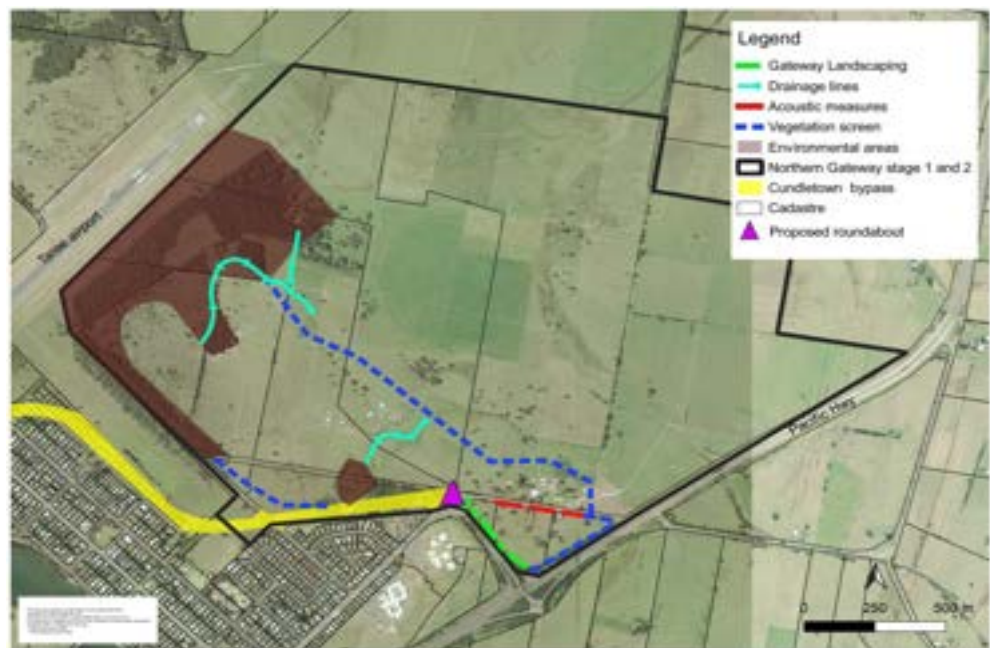 Legend
Gateway Landscaping
Drainage lines
Acoustic measures
Vegetation screen
Environmental areas
Northern Gateway stage 1 and 2
Cundletown bypass
Cadastre
Proposed roundabout
airport
Pacific Hwy
0 250 500 m